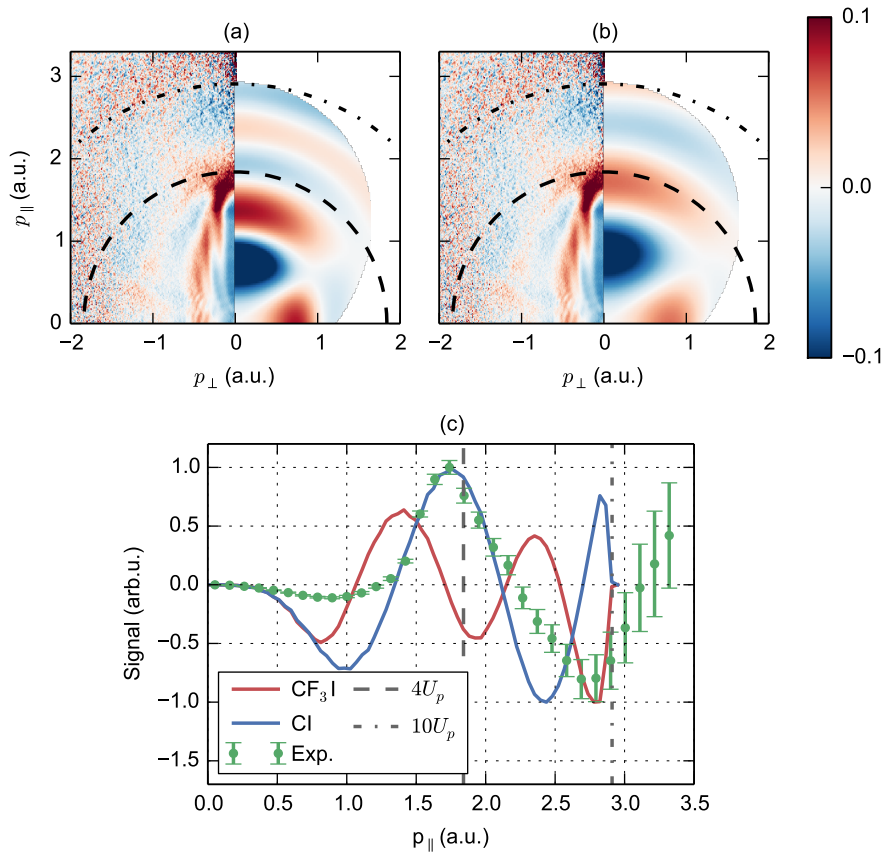 (a)
(b)
0.1
0.0
−0.1
3
2
1
0
−2
−1
0
1
2
−2
−1
0
1
2
p∥ (a.u.)
p⊥ (a.u.)
p⊥ (a.u.)
(c)
1.0
0.5
0.0
−0.5
−1.0
−1.5
Signal (arb.u.)
CF₃I
CI
Exp.
4Uₚ
10Uₚ
0.0
0.5
1.0
1.5
2.0
2.5
3.0
3.5
p∥ (a.u.)